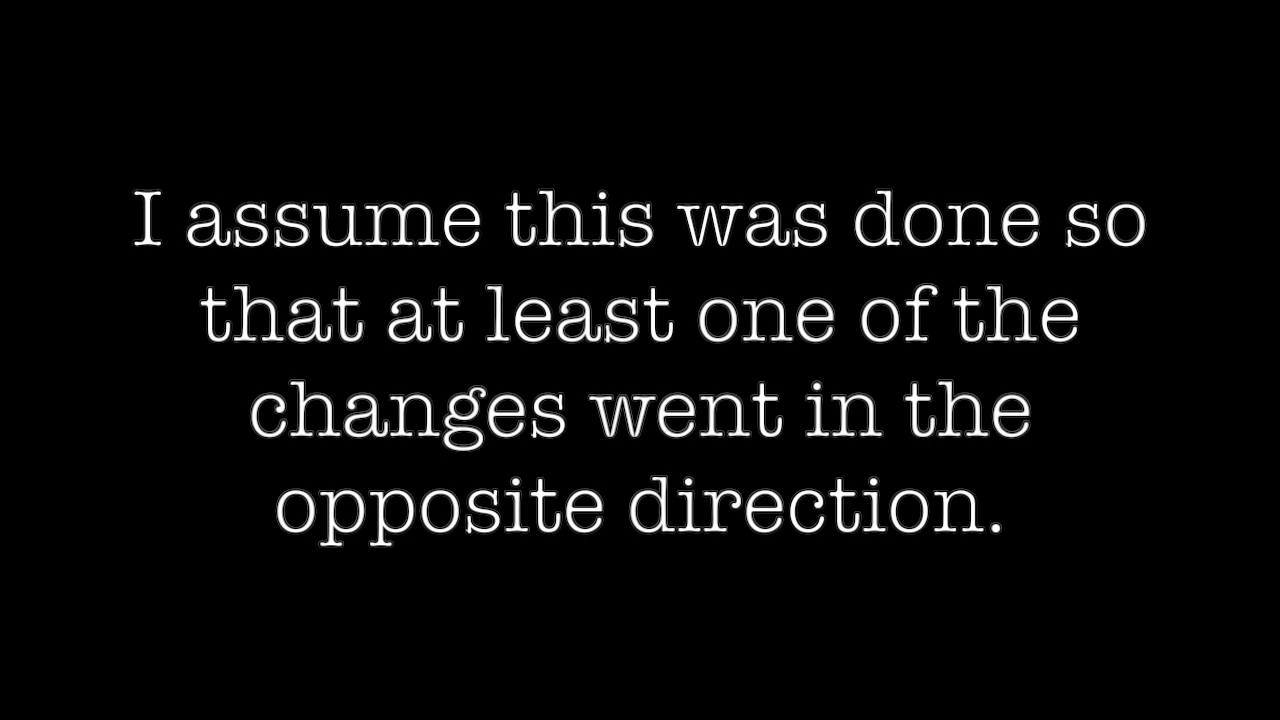 I assume this was done so
that at least one of the
changes went in the
opposite direction.